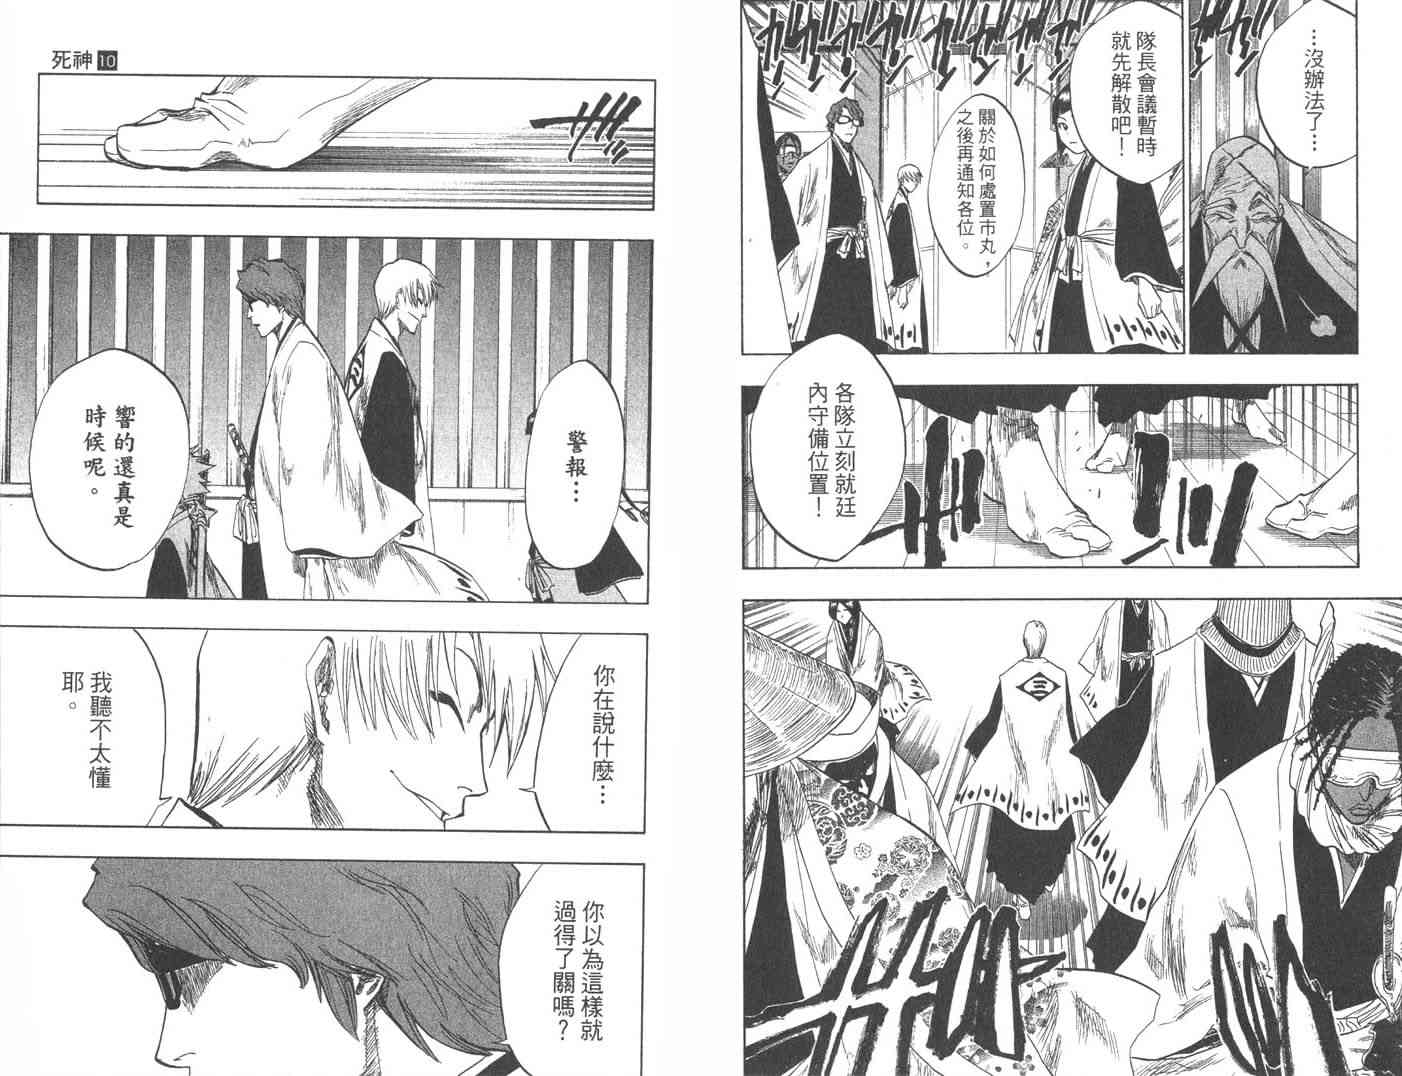 …沒辦法了…
隊長會議暫時
就先解散吧！
關於如何處置市丸，
之後再通知各位。
各隊立刻就廷
內守備位置！
三
死神10
警報…
響的還真是
時候呢。
你在說什麼…
我聽不太懂
耶。
你以為這樣就
過得了關嗎？